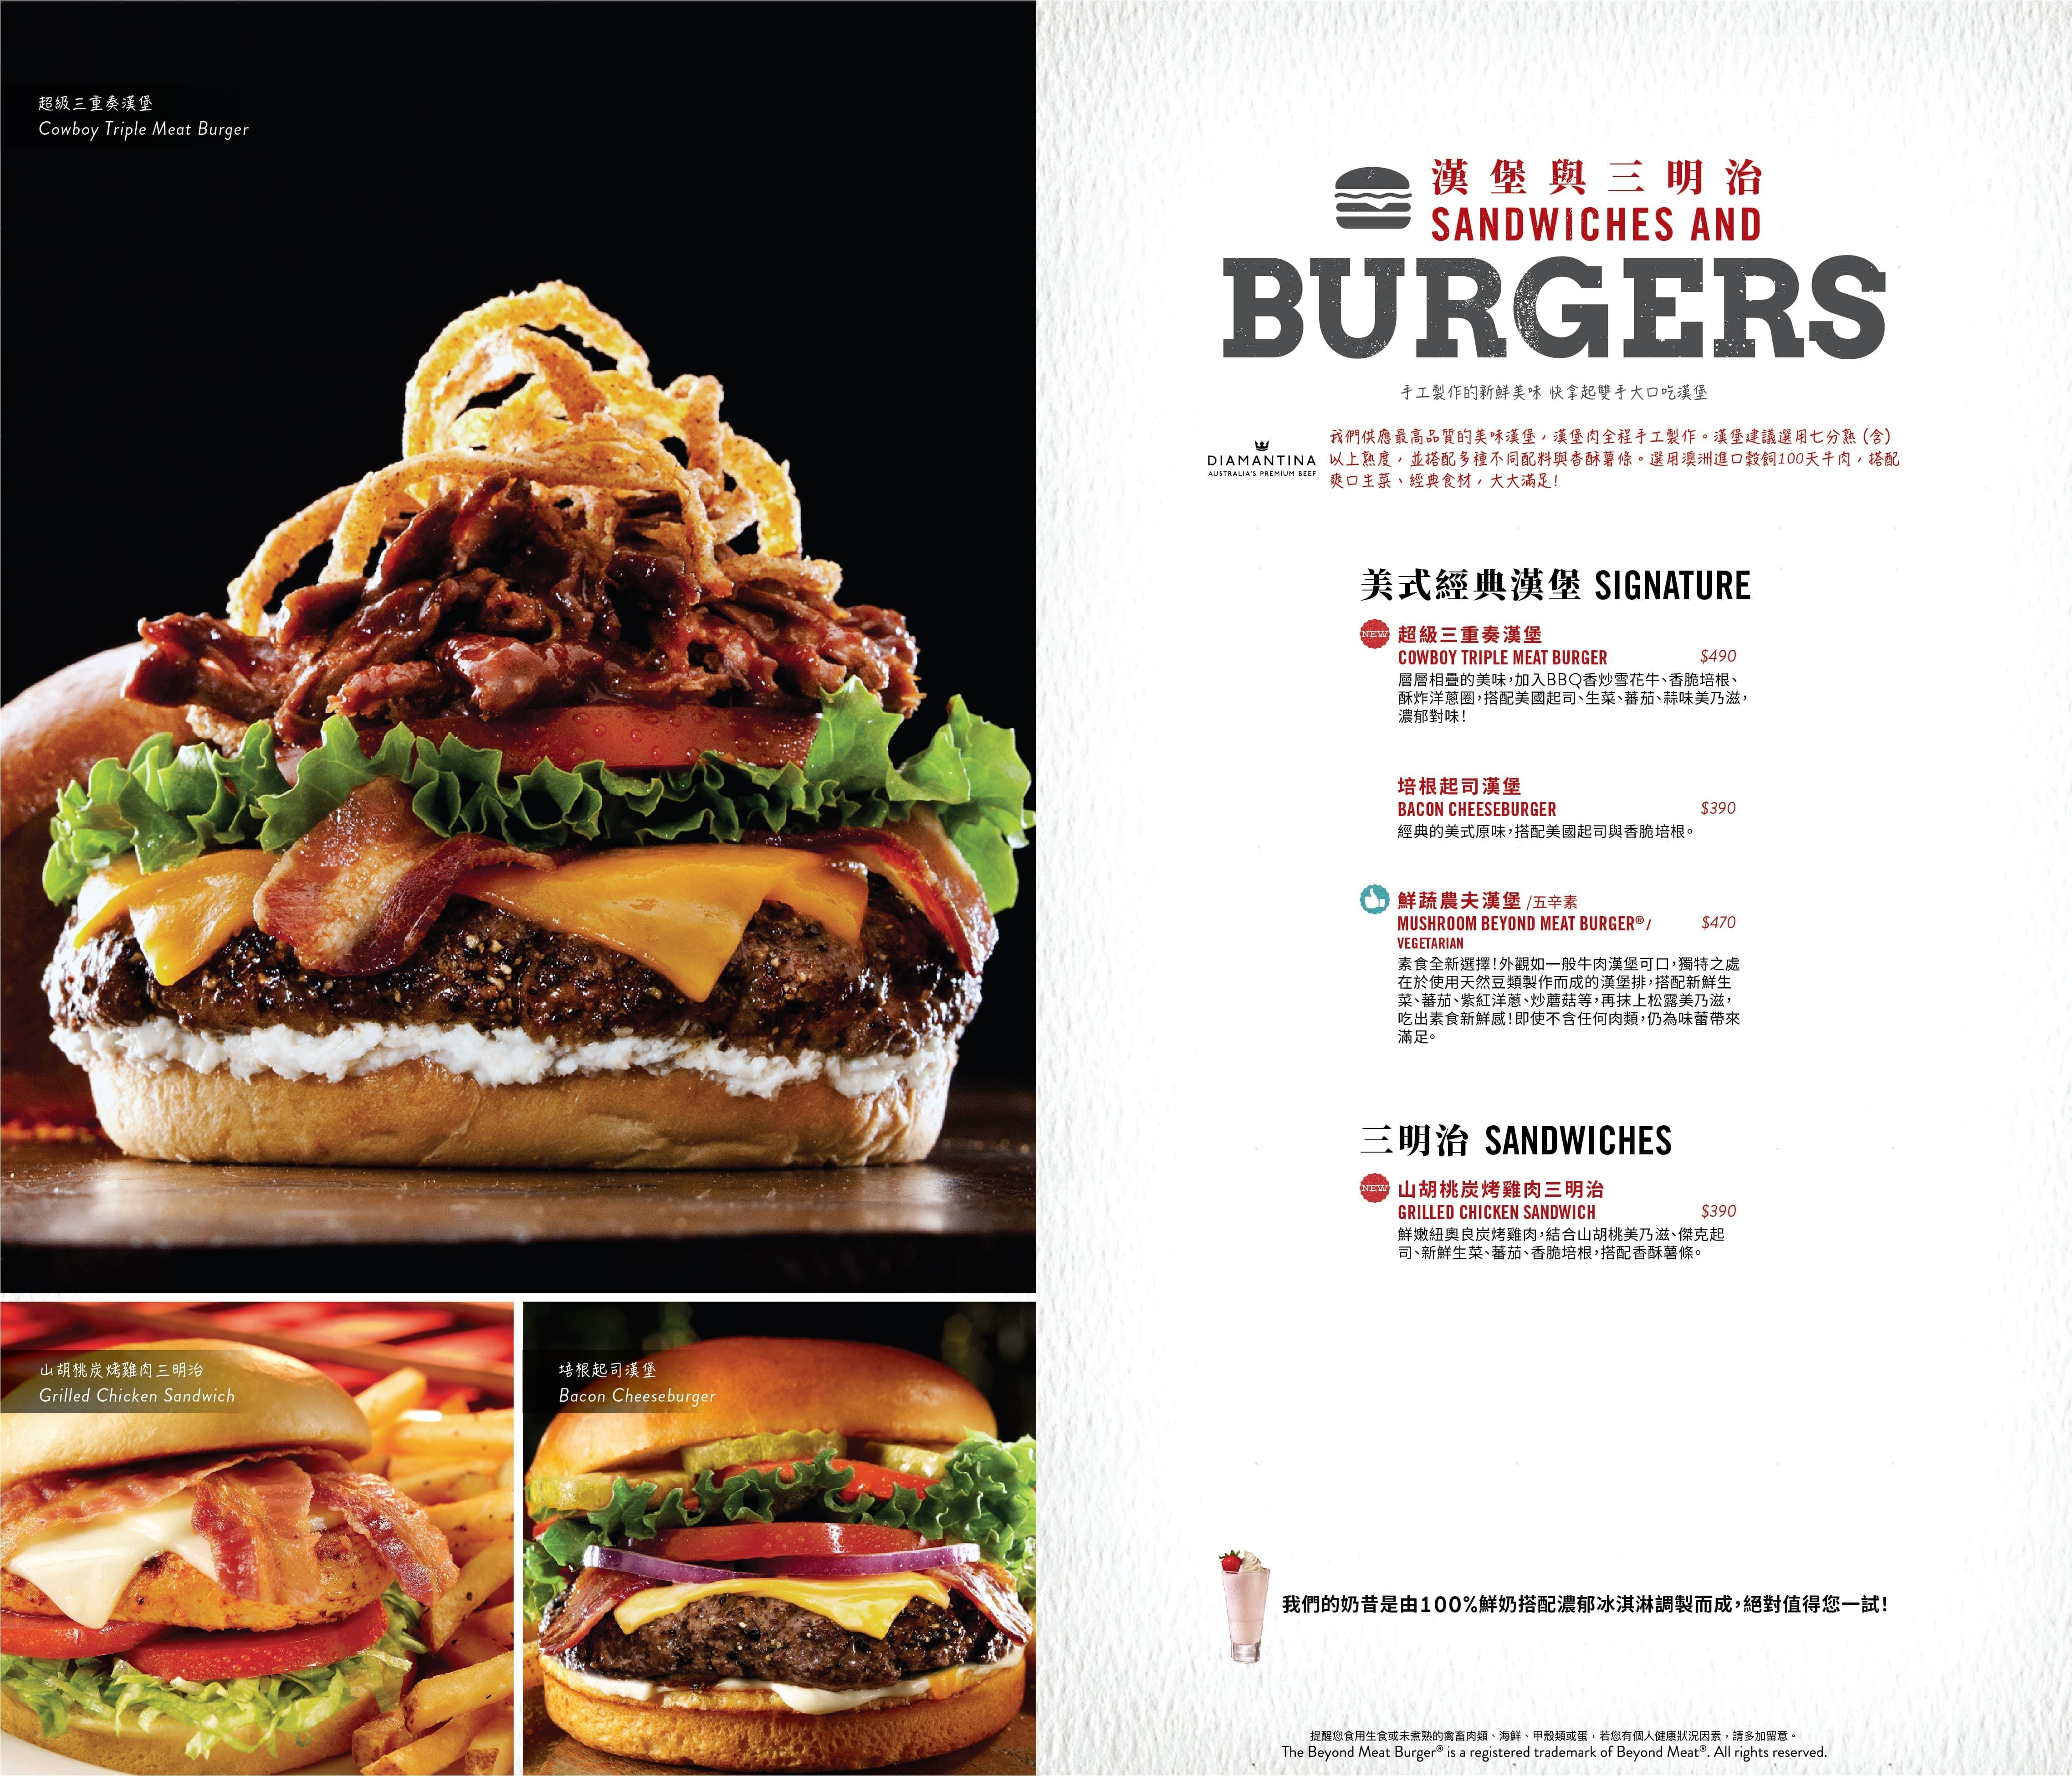 超級三重奏漢堡
Cowboy Triple Meat Burger
山胡桃炭烤雞肉三明治
Grilled Chicken Sandwich
培根起司漢堡
Bacon Cheeseburger
漢堡與三明治
SANDWICHES AND
BURGERS
手工製作的新鮮美味 快拿起雙手大口吃漢堡
DIAMANTINA
AUSTRALIA'S PREMIUM BEEF
我們供應最高品質的美味漢堡,漢堡肉全程手工製作。漢堡建議選用七分熟 (含)
以上熟度,並搭配多種不同配料與香酥薯條。選用澳洲進口穀飼100天牛肉,搭配
爽口生菜、經典食材,大大滿足!
美式經典漢堡 SIGNATURE
NEW 超級三重奏漢堡
COWBOY TRIPLE MEAT BURGER $490
層層相疊的美味,加入BBQ香炒雪花牛、香脆培根、
酥炸洋蔥圈,搭配美國起司、生菜、蕃茄、蒜味美乃滋,
濃郁對味!
培根起司漢堡
BACON CHEESEBURGER $390
經典的美式原味,搭配美國起司與香脆培根。
鮮蔬農夫漢堡 /五辛素
MUSHROOM BEYOND MEAT BURGER® / $470
VEGETARIAN
素食全新選擇!外觀如一般牛肉漢堡可口,獨特之處
在於使用天然豆類製作而成的漢堡排,搭配新鮮生
菜、蕃茄、紫紅洋蔥、炒蘑菇等,再抹上松露美乃滋,
吃出素食新鮮感!即使不含任何肉類,仍為味蕾帶來
滿足。
三明治 SANDWICHES
NEW 山胡桃炭烤雞肉三明治
GRILLED CHICKEN SANDWICH $390
鮮嫩紐奧良炭烤雞肉,結合山胡桃美乃滋、傑克起
司、新鮮生菜、蕃茄、香脆培根,搭配香酥薯條。
我們的奶昔是由100%鮮奶搭配濃郁冰淇淋調製而成,絕對值得您一試!
提醒您食用生食或未煮熟的禽畜肉類、海鮮、甲殼類或蛋,若您有個人健康狀況因素,請多加留意。
The Beyond Meat Burger® is a registered trademark of Beyond Meat®. All rights reserved.